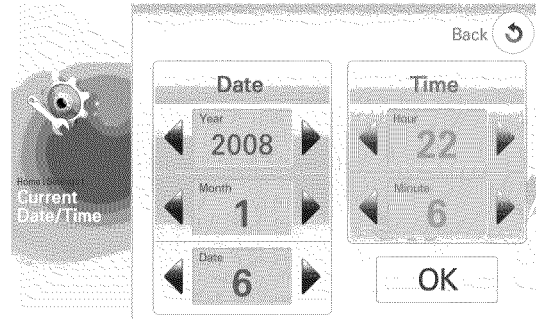 Back
Date
Year
2008
Month
1
Date
6
Time
Hour
22
Minute
6
OK
Current
Date/Time